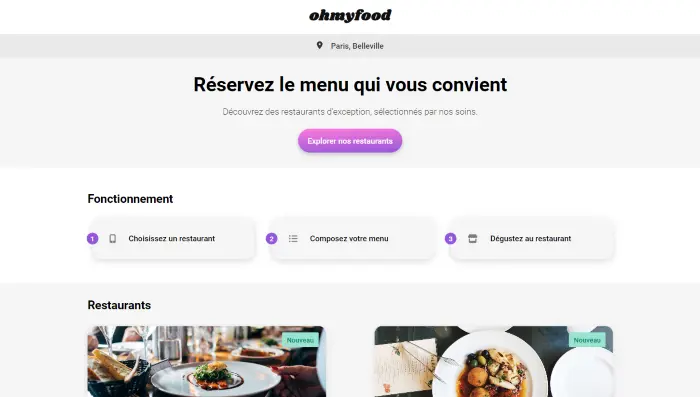 ohmyfood
Paris, Belleville
Réservez le menu qui vous convient
Découvrez des restaurants d'exception, sélectionnés par nos soins.
Explorer nos restaurants
Fonctionnement
1 Choisissez un restaurant
2 Composez votre menu
3 Dégustez au restaurant
Restaurants
Nouveau
Nouveau